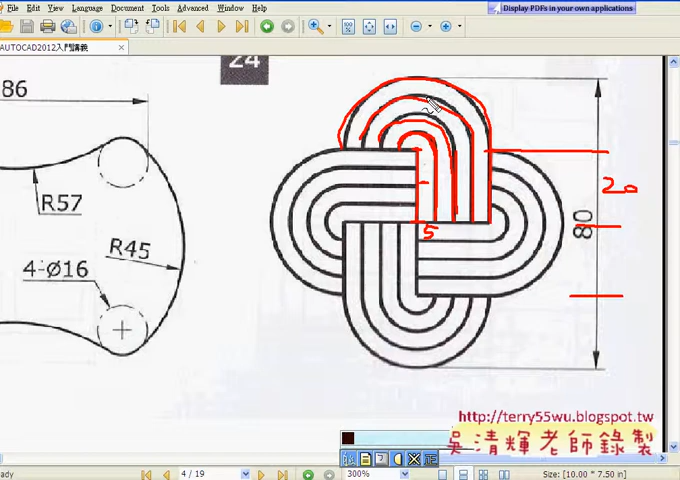 File Edit View Language Document Tools Advanced Window Help
Display PDFs in your own applications
300%
AUTOCAD2012入門講義
24
86
R57
R45
4-Ø16
20
80
5
http://terry55wu.blogspot.tw
吳清輝老師錄製
eady
4 / 19
300%
Size: [10.00 * 7.50 in]